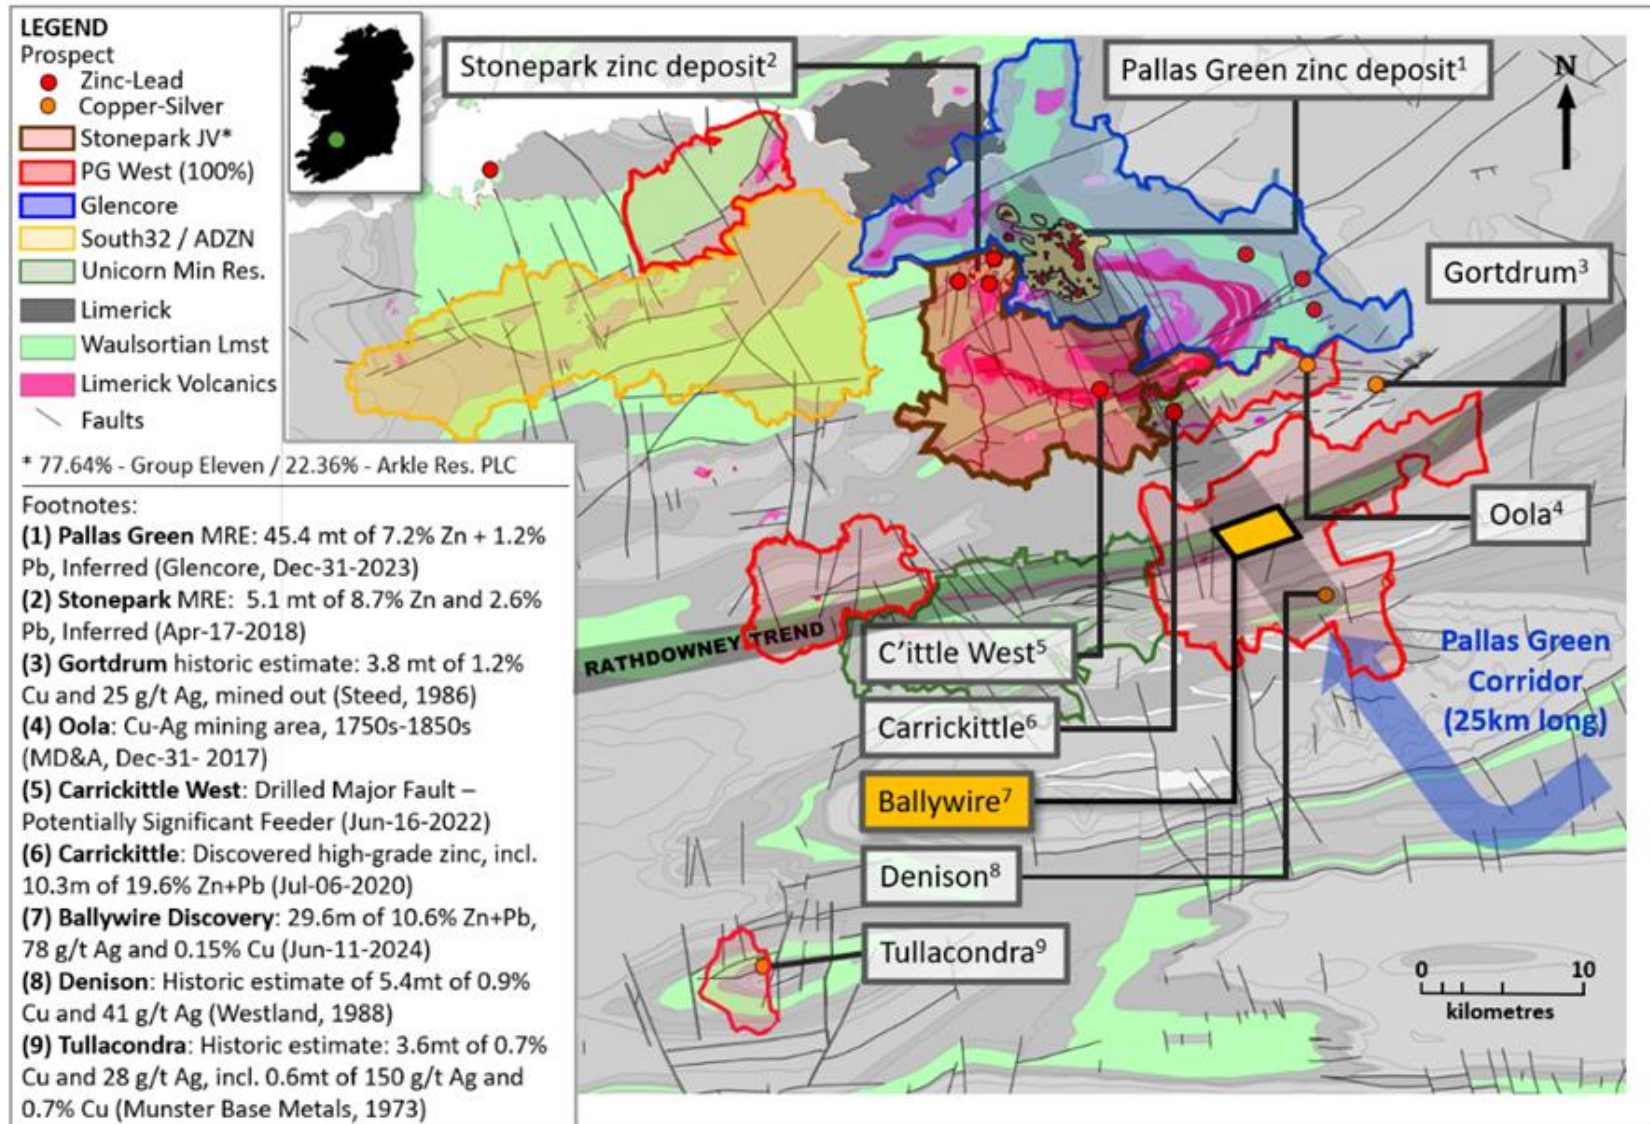 LEGEND
Prospect
Zinc-Lead
Copper-Silver
Stonepark JV*
PG West (100%)
Glencore
South32 / ADZN
Unicorn Min Res.
Limerick
Waulsortian Lmst
Limerick Volcanics
Faults
* 77.64% - Group Eleven / 22.36% - Arkle Res. PLC
Footnotes:
(1) Pallas Green MRE: 45.4 mt of 7.2% Zn + 1.2%
Pb, Inferred (Glencore, Dec-31-2023)
(2) Stonepark MRE: 5.1 mt of 8.7% Zn and 2.6%
Pb, Inferred (Apr-17-2018)
(3) Gortdrum historic estimate: 3.8 mt of 1.2%
Cu and 25 g/t Ag, mined out (Steed, 1986)
(4) Oola: Cu-Ag mining area, 1750s-1850s
(MD&A, Dec-31- 2017)
(5) Carrickittle West: Drilled Major Fault –
Potentially Significant Feeder (Jun-16-2022)
(6) Carrickittle: Discovered high-grade zinc, incl.
10.3m of 19.6% Zn+Pb (Jul-06-2020)
(7) Ballywire Discovery: 29.6m of 10.6% Zn+Pb,
78 g/t Ag and 0.15% Cu (Jun-11-2024)
(8) Denison: Historic estimate of 5.4mt of 0.9%
Cu and 41 g/t Ag (Westland, 1988)
(9) Tullacondra: Historic estimate: 3.6mt of 0.7%
Cu and 28 g/t Ag, incl. 0.6mt of 150 g/t Ag and
0.7% Cu (Munster Base Metals, 1973)
Stonepark zinc deposit²
Pallas Green zinc deposit¹
N
Gortdrum³
Oola⁴
RATHDOWNEY TREND
C'ittle West⁵
Carrickittle⁶
Ballywire⁷
Denison⁸
Tullacondra⁹
Pallas Green
Corridor
(25km long)
0 10
kilometres